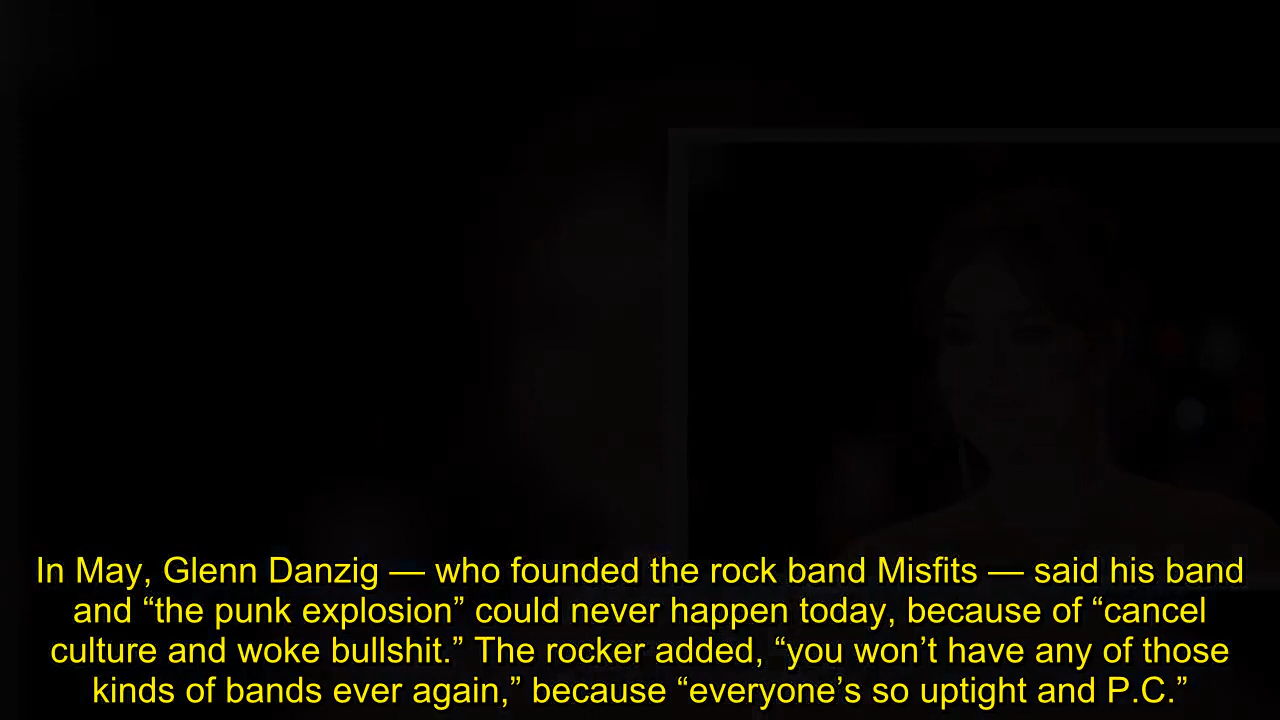 In May, Glenn Danzig — who founded the rock band Misfits — said his band
and “the punk explosion” could never happen today, because of “cancel
culture and woke bullshit.” The rocker added, “you won’t have any of those
kinds of bands ever again,” because “everyone’s so uptight and P.C.”